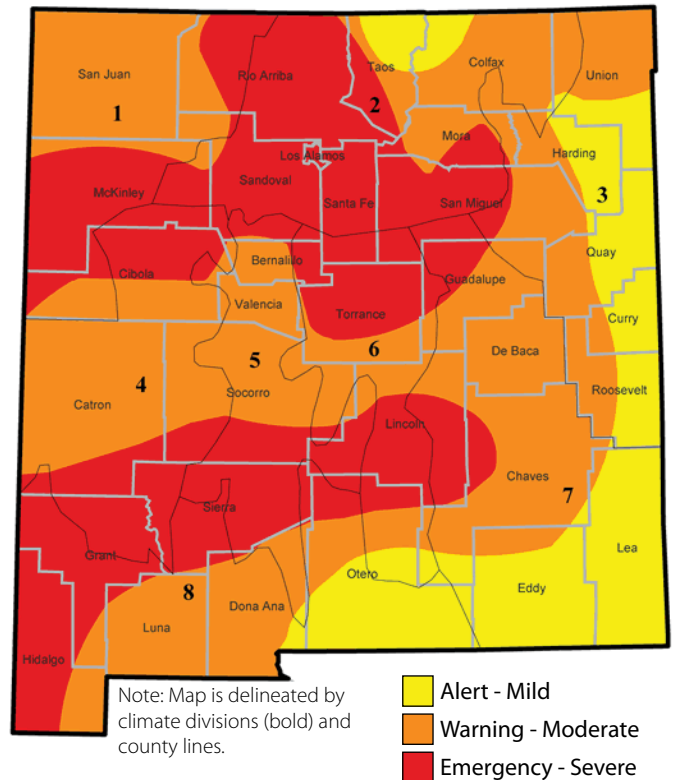 San Juan
Rio Arriba
Taos
Colfax
Union
1
2
Mora
Harding
Los Alamos
McKinley
Sandoval
Santa Fe
San Miguel
3
Quay
Bernalillo
Cibola
Guadalupe
Valencia
Torrance
Curry
De Baca
6
5
4
Roosevelt
Socorro
Catron
Lincoln
Chaves
7
Sierra
Lea
Grant
Otero
Eddy
8
Dona Ana
Luna
Hidalgo
Note: Map is delineated by
climate divisions (bold) and
county lines.
Alert - Mild
Warning - Moderate
Emergency - Severe